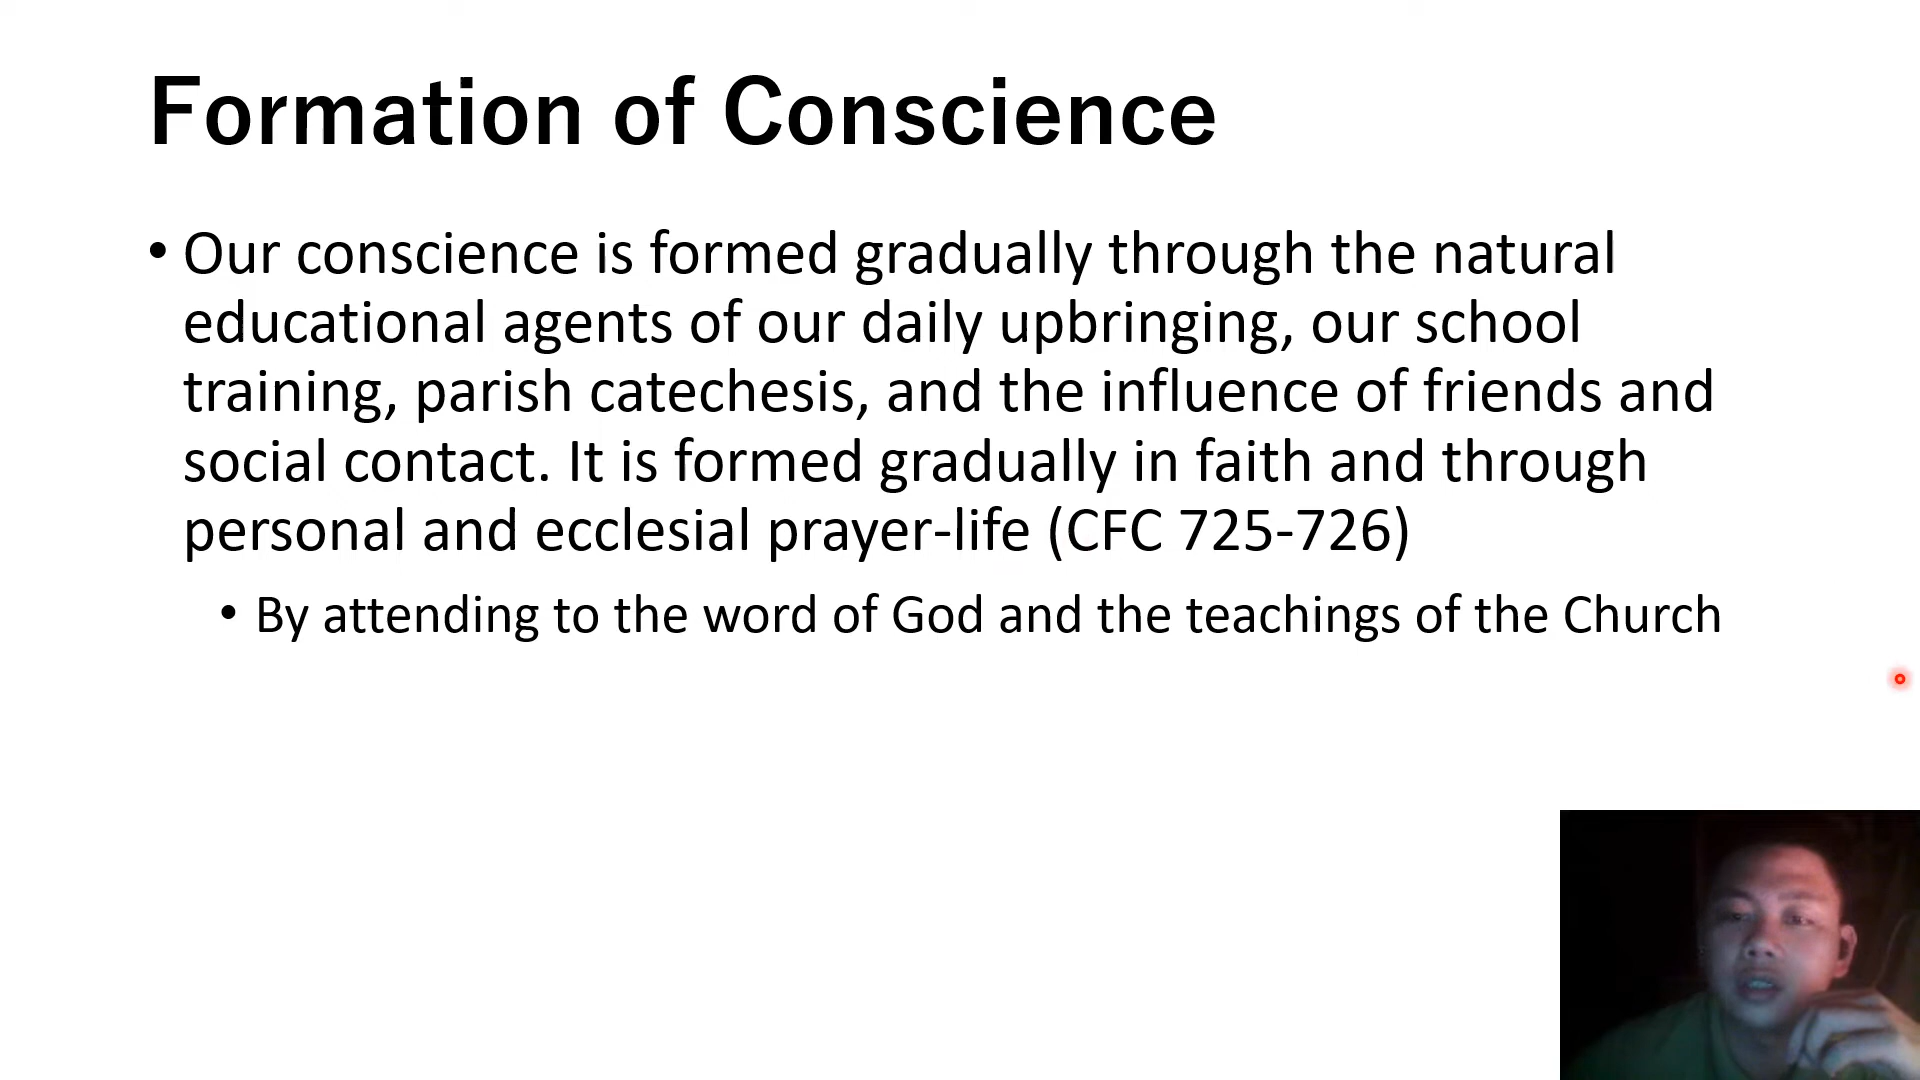 Formation of Conscience
• Our conscience is formed gradually through the natural
educational agents of our daily upbringing, our school
training, parish catechesis, and the influence of friends and
social contact. It is formed gradually in faith and through
personal and ecclesial prayer-life (CFC 725-726)
• By attending to the word of God and the teachings of the Church